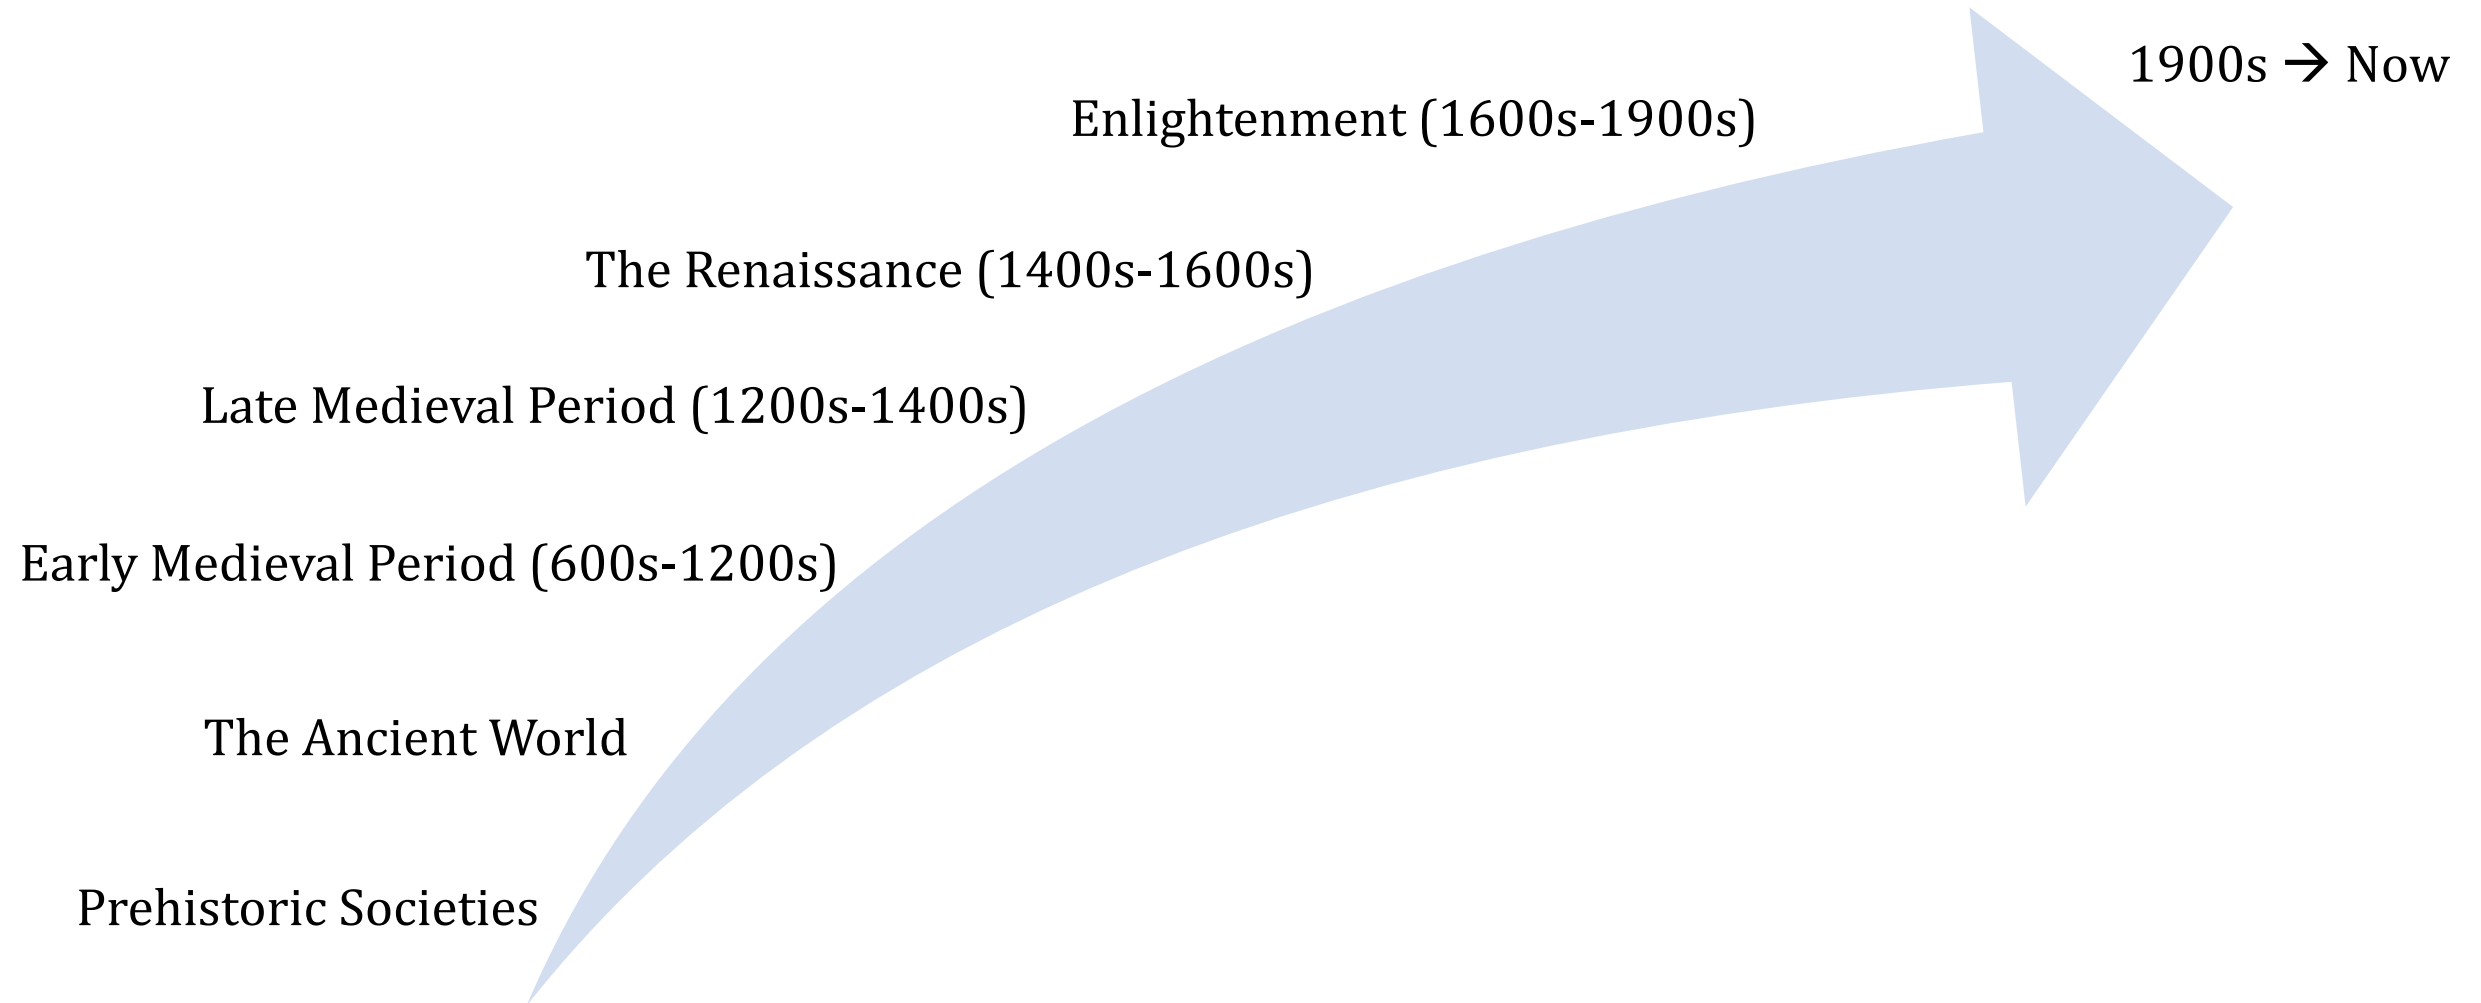 1900s → Now
Enlightenment (1600s-1900s)
The Renaissance (1400s-1600s)
Late Medieval Period (1200s-1400s)
Early Medieval Period (600s-1200s)
The Ancient World
Prehistoric Societies